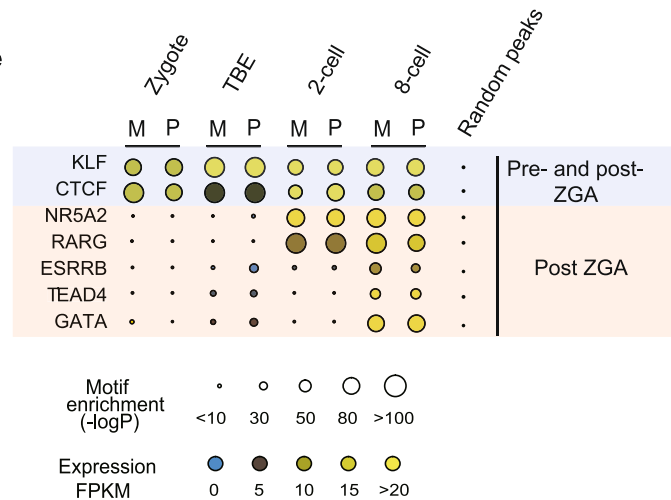 e
Zygote TBE 2-cell 8-cell Random peaks
M P M P M P M P
KLF
CTCF
Pre- and post-
ZGA
NR5A2
RARG
ESRRB
TEAD4
GATA
Post ZGA
Motif
enrichment
(-logP)
<10 30 50 80 >100
Expression
FPKM
0 5 10 15 >20